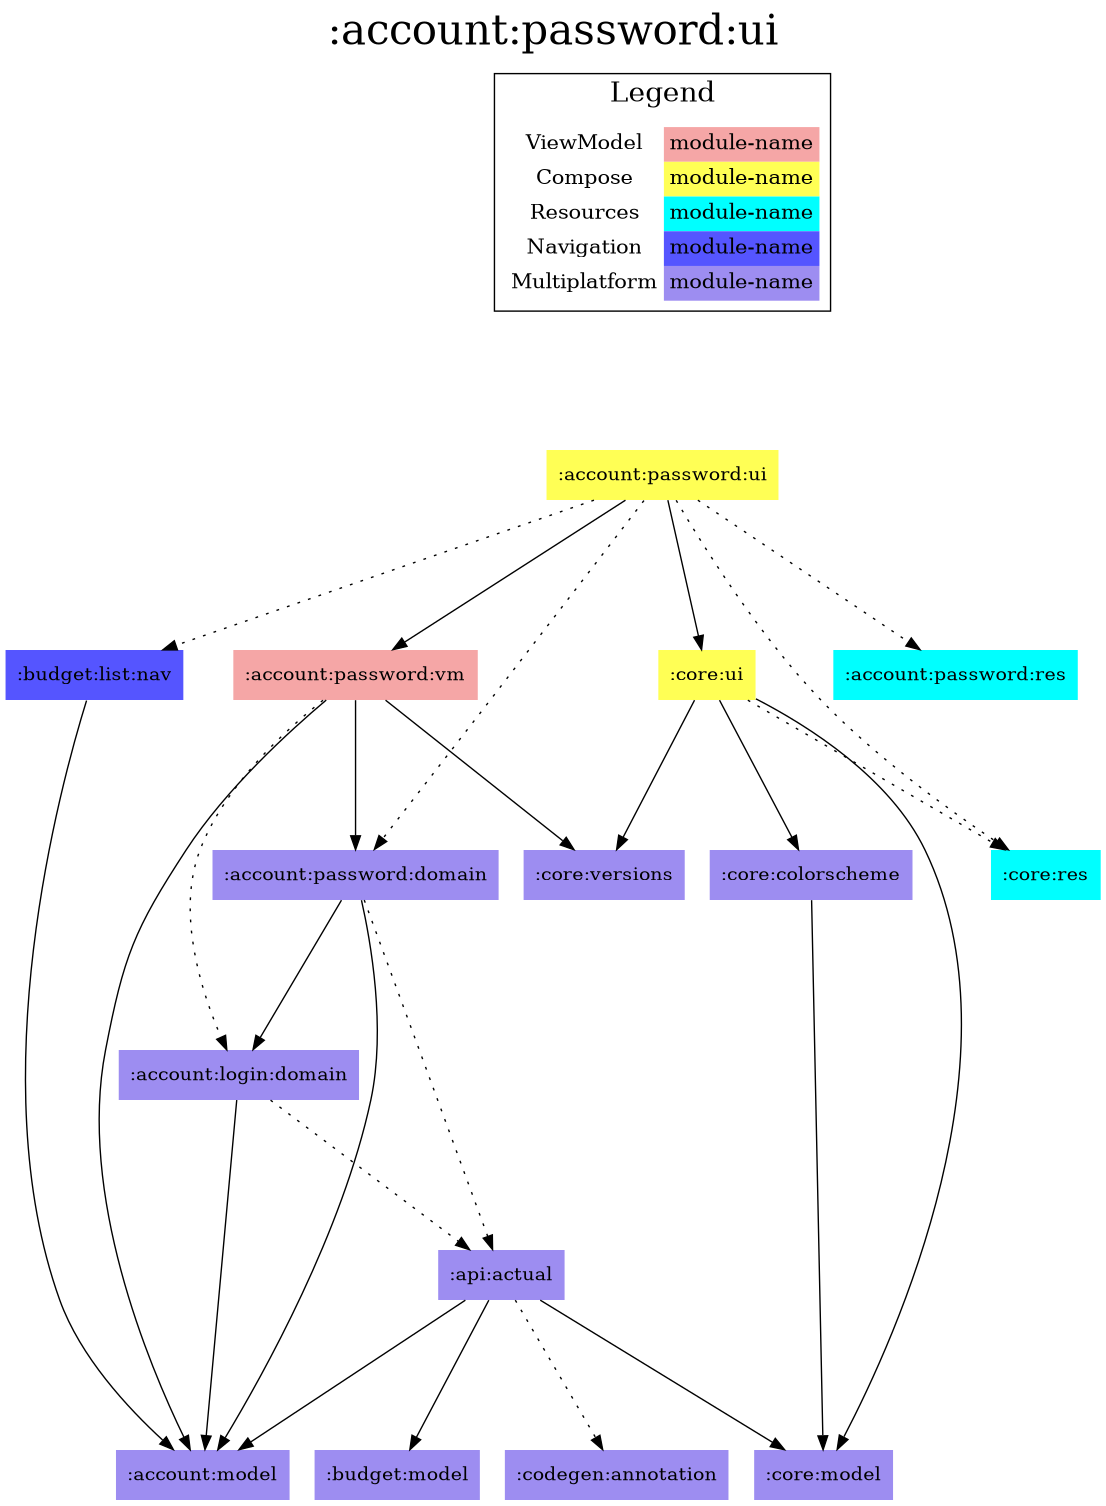 :account:password:ui
Legend
ViewModel module-name
Compose module-name
Resources module-name
Navigation module-name
Multiplatform module-name
:account:password:ui
:budget:list:nav :account:password:vm :core:ui :account:password:res
:account:password:domain :core:versions :core:colorscheme :core:res
:account:login:domain
:api:actual
:account:model :budget:model :codegen:annotation :core:model